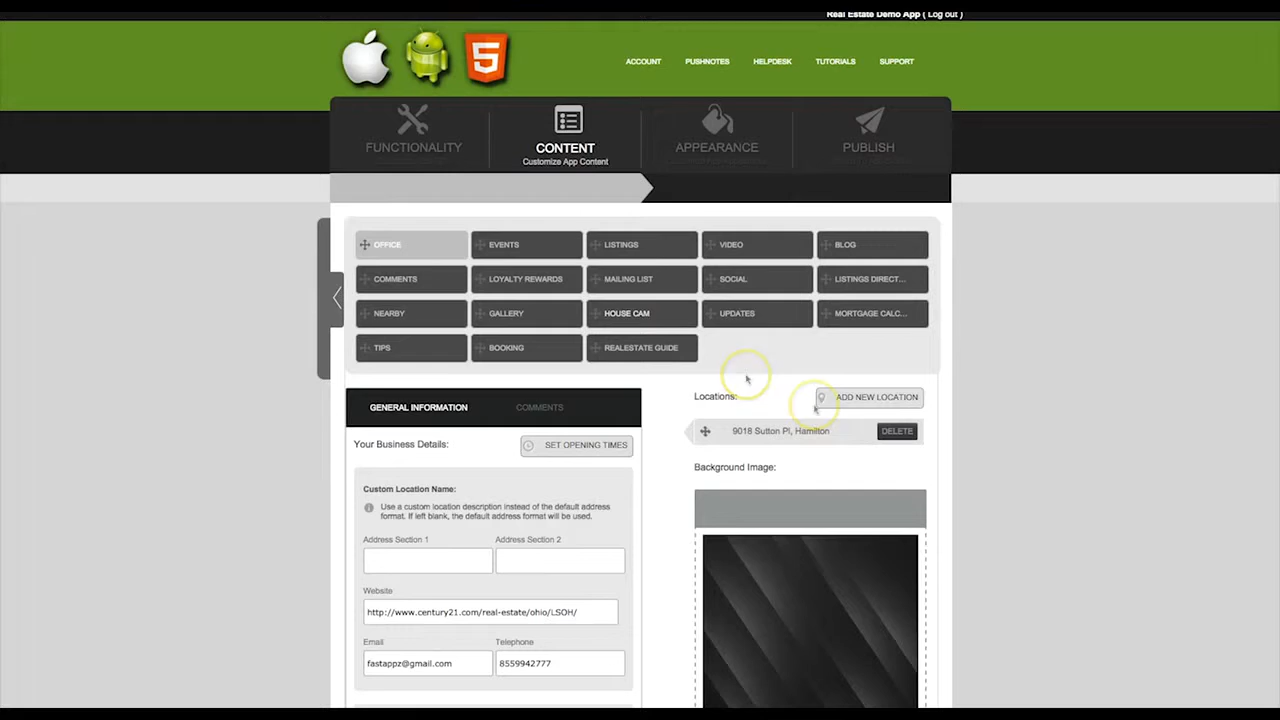 Real Estate Demo App ( Log out )
ACCOUNT PUSHNOTES HELPDESK TUTORIALS SUPPORT
FUNCTIONALITY CONTENT APPEARANCE PUBLISH
Customize App Content
OFFICE EVENTS LISTINGS VIDEO BLOG
COMMENTS LOYALTY REWARDS MAILING LIST SOCIAL LISTINGS DIRECT...
NEARBY GALLERY HOUSE CAM UPDATES MORTGAGE CALC...
TIPS BOOKING REALESTATE GUIDE
GENERAL INFORMATION COMMENTS
Your Business Details: SET OPENING TIMES
Custom Location Name:
Use a custom location description instead of the default address
format. If left blank, the default address format will be used.
Address Section 1 Address Section 2
Website
http://www.century21.com/real-estate/ohio/LSOH/
Email Telephone
fastappz@gmail.com 8559942777
Locations: ADD NEW LOCATION
9018 Sutton Pl, Hamilton DELETE
Background Image: